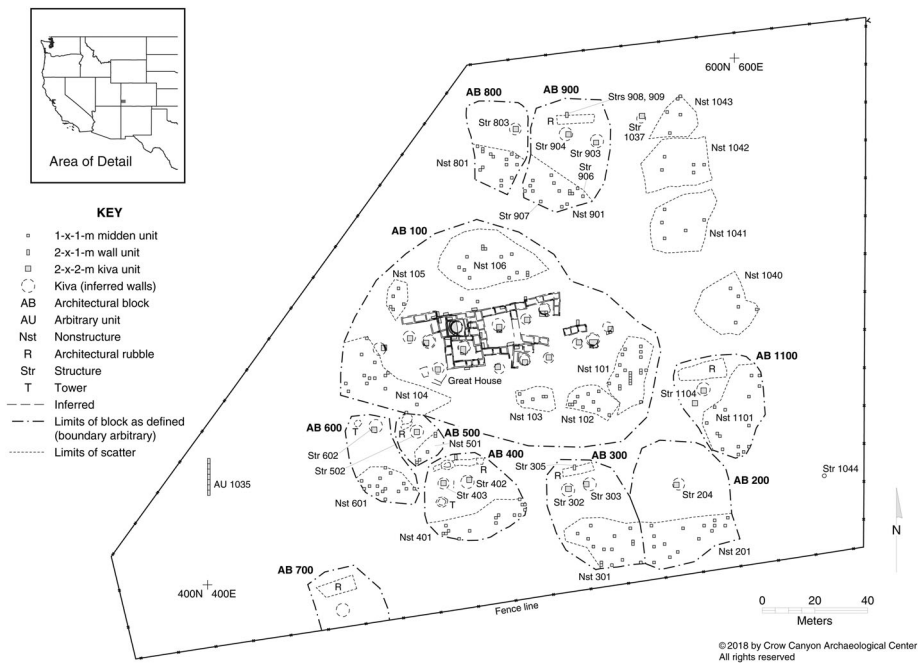 Area of Detail
KEY
1-x-1-m midden unit
2-x-1-m wall unit
2-x-2-m kiva unit
Kiva (inferred walls)
AB Architectural block
AU Arbitrary unit
Nst Nonstructure
R Architectural rubble
Str Structure
T Tower
Inferred
Limits of block as defined
(boundary arbitrary)
Limits of scatter
600N 600E
AB 800
AB 900
Strs 908, 909
Nst 1043
R
Str 803
Str
1037
Str 904
Str 903
Nst 1042
Nst 801
Str
906
Str 907
Nst 901
AB 100
Nst 1041
Nst 106
Nst 105
Nst 1040
AB 1100
R
Nst 101
Great House
Str 1104
Nst 104
Nst 103
Nst 102
Nst 1101
AB 600
T
R
AB 500
Nst 501
Str 602
Str 502
AB 400
R
Str 305
AB 300
R
Str 1044
AU 1035
Str 402
Str 403
Str 302
Str 303
Str 204
AB 200
Nst 601
T
Nst 401
Nst 201
Nst 301
AB 700
400N 400E
R
Fence line
N
0 20 40
Meters
©2018 by Crow Canyon Archaeological Center
All rights reserved